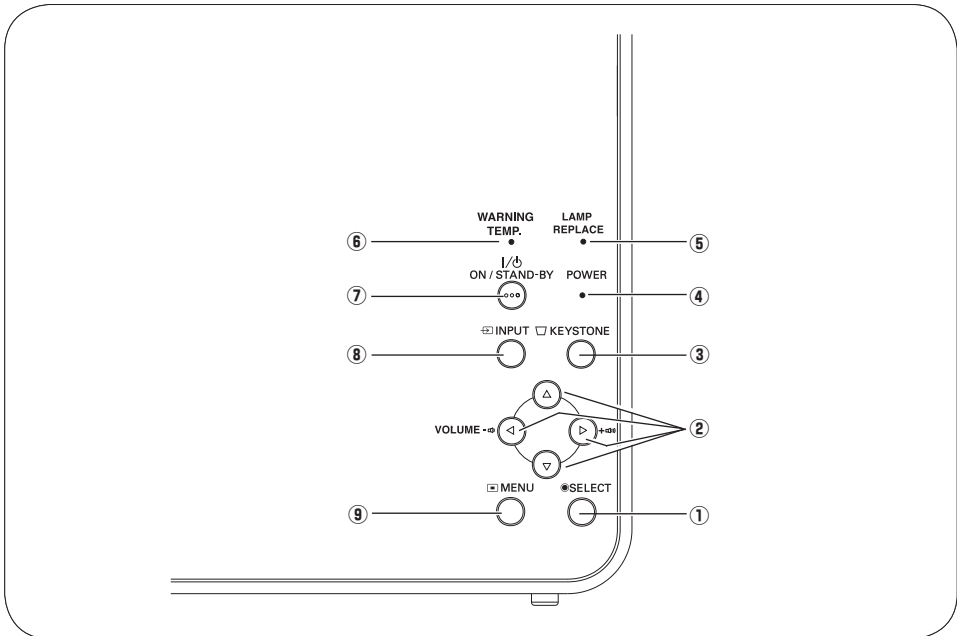 WARNING
TEMP.
LAMP
REPLACE
⑥
⑤
I/⏻
ON / STAND-BY
POWER
⑦
④
INPUT
KEYSTONE
⑧
③
VOLUME -
+
②
MENU
SELECT
⑨
①